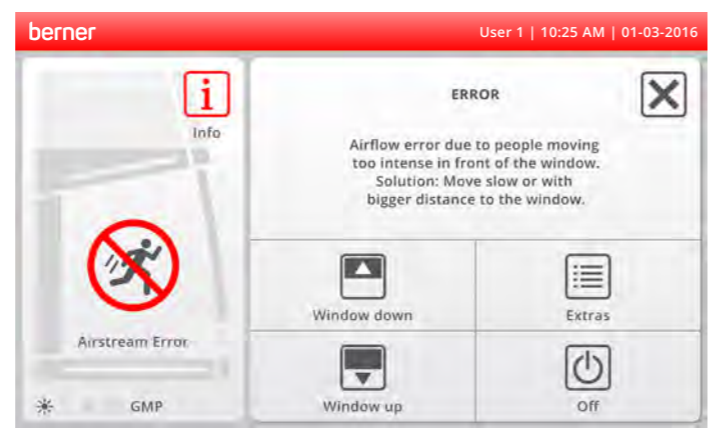 berner
User 1 | 10:25 AM | 01-03-2016
i
Info
Airstream Error
GMP
ERROR
Airflow error due to people moving
too intense in front of the window.
Solution: Move slow or with
bigger distance to the window.
Window down
Extras
Window up
Off